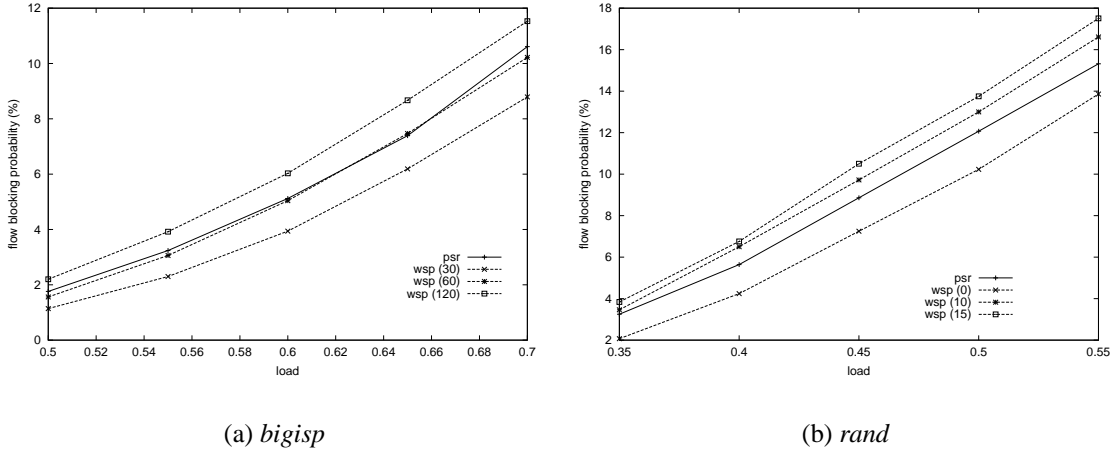 12
10
8
6
4
2
0
flow blocking probability (%)
psr
wsp (30)
wsp (60)
wsp (120)
0.5 0.52 0.54 0.56 0.58 0.6 0.62 0.64 0.66 0.68 0.7
load
(a) bigisp
18
16
14
12
10
8
6
4
2
flow blocking probability (%)
psr
wsp (0)
wsp (10)
wsp (15)
0.35 0.4 0.45 0.5 0.55
load
(b) rand